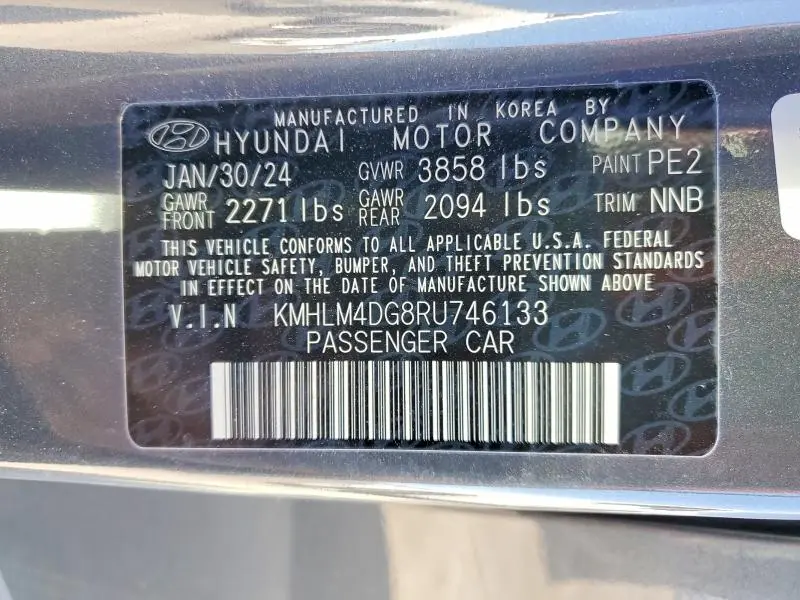 MANUFACTURED IN KOREA BY
HYUNDAI MOTOR COMPANY
JAN/30/24 GVWR 3858 lbs PAINT PE2
GAWR FRONT 2271 lbs GAWR REAR 2094 lbs TRIM NNB
THIS VEHICLE CONFORMS TO ALL APPLICABLE U.S.A. FEDERAL
MOTOR VEHICLE SAFETY, BUMPER, AND THEFT PREVENTION STANDARDS
IN EFFECT ON THE DATE OF MANUFACTURE SHOWN ABOVE
V.I.N KMHLM4DG8RU746133
PASSENGER CAR